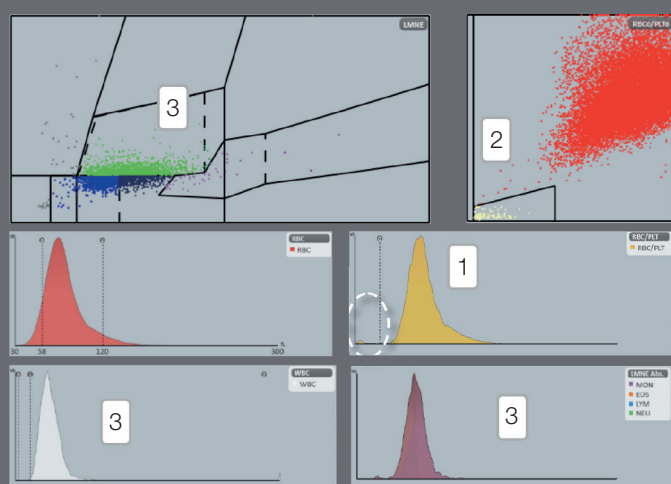 LMNE
RBCo/PLTo
3
2
RBC
RBC
30 58 120 300
RBC/PLT
RBC/PLT
1
WBC
WBC
3
LMNE Abs.
MON
EOS
LYM
NEU
3